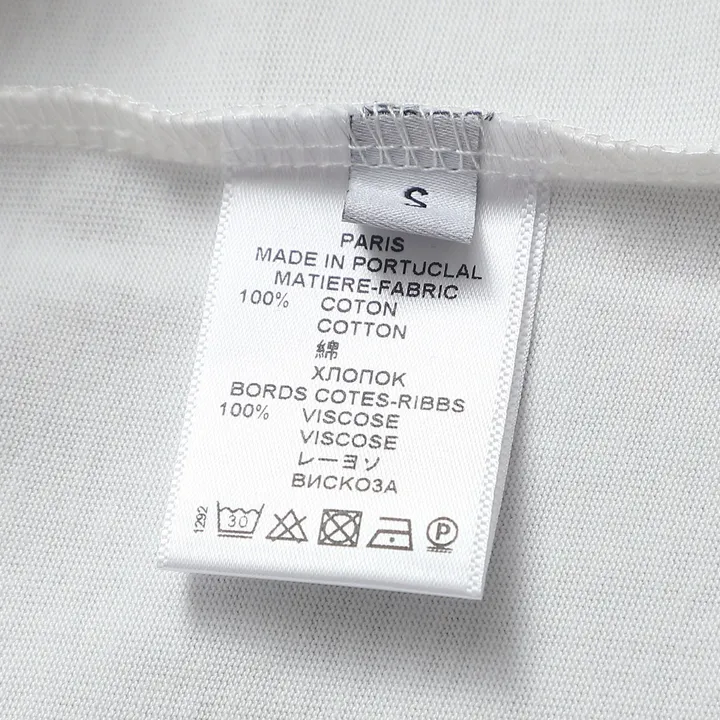 S
PARIS
MADE IN PORTUCLAL
MATIERE-FABRIC
100% COTON
COTTON
綿
ХЛОПОК
BORDS COTES-RIBBS
100% VISCOSE
VISCOSE
レーヨソ
ВИСКОЗА
1292 30 P